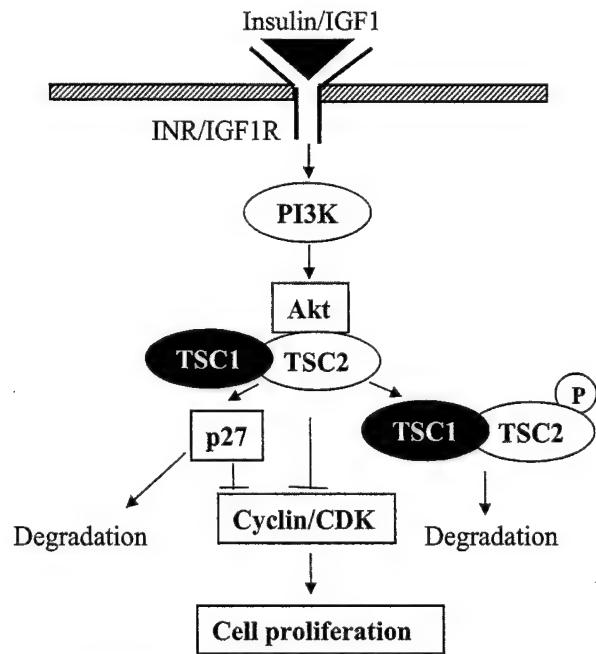 Insulin/IGF1
INR/IGF1R
PI3K
Akt
TSC1 TSC2
P
p27
TSC1 TSC2
Degradation
Cyclin/CDK
Degradation
Cell proliferation